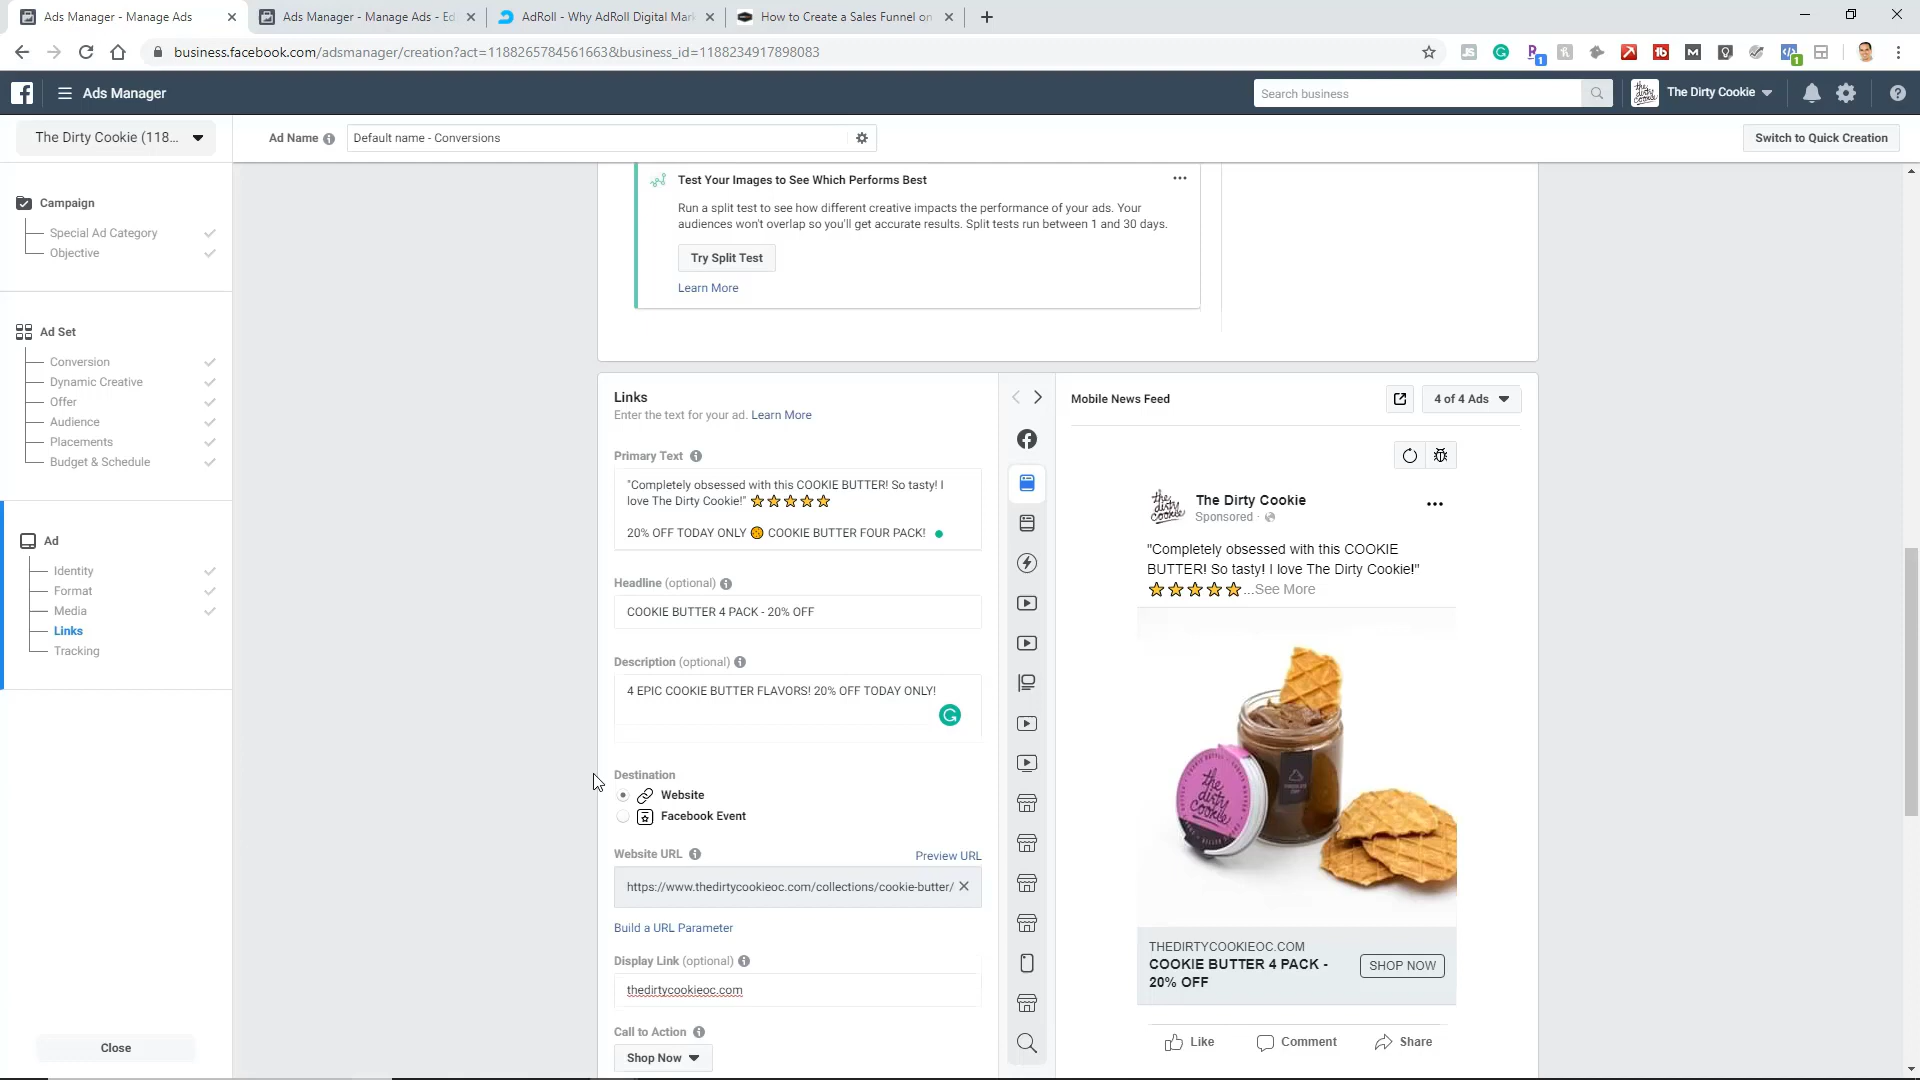 Ads Manager - Manage Ads
Ads Manager - Manage Ads - Ed
AdRoll - Why AdRoll Digital Mar
How to Create a Sales Funnel on
business.facebook.com/adsmanager/creation?act=1188265784561663&business_id=1188234917898083
Ads Manager
Search business
The Dirty Cookie
The Dirty Cookie (118...
Ad Name
Default name - Conversions
Switch to Quick Creation
Campaign
Special Ad Category
Objective
Ad Set
Conversion
Dynamic Creative
Offer
Audience
Placements
Budget & Schedule
Ad
Identity
Format
Media
Links
Tracking
Close
Test Your Images to See Which Performs Best
Run a split test to see how different creative impacts the performance of your ads. Your
audiences won't overlap so you'll get accurate results. Split tests run between 1 and 30 days.
Try Split Test
Learn More
Links
Enter the text for your ad. Learn More
Primary Text
"Completely obsessed with this COOKIE BUTTER! So tasty! I
love The Dirty Cookie!" ⭐⭐⭐⭐⭐
20% OFF TODAY ONLY 🍪 COOKIE BUTTER FOUR PACK!
Headline (optional)
COOKIE BUTTER 4 PACK - 20% OFF
Description (optional)
4 EPIC COOKIE BUTTER FLAVORS! 20% OFF TODAY ONLY!
Destination
Website
Facebook Event
Website URL
Preview URL
https://www.thedirtycookieoc.com/collections/cookie-butter/
Build a URL Parameter
Display Link (optional)
thedirtycookieoc.com
Call to Action
Shop Now
Mobile News Feed
4 of 4 Ads
the dirty cookie
The Dirty Cookie
Sponsored ·
"Completely obsessed with this COOKIE
BUTTER! So tasty! I love The Dirty Cookie!"
⭐⭐⭐⭐⭐...See More
the
dirty
cookie
THEDIRTYCOOKIEOC.COM
COOKIE BUTTER 4 PACK -
20% OFF
SHOP NOW
Like
Comment
Share